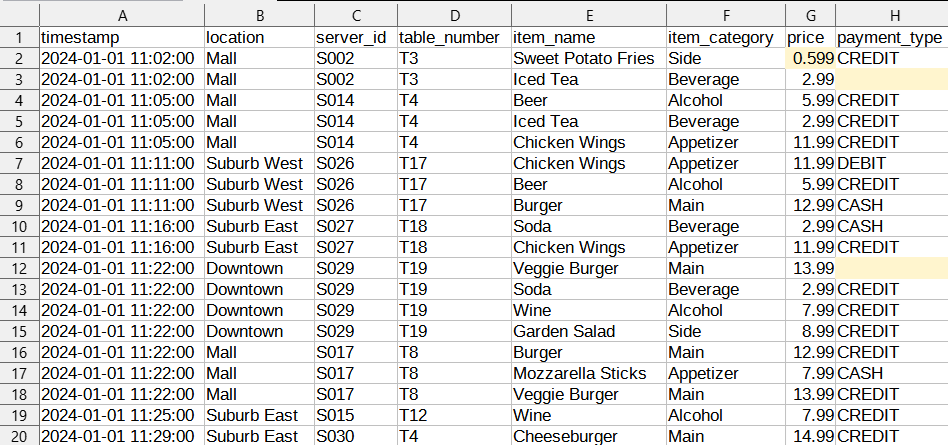 A B C D E F G H
1 timestamp location server_id table_number item_name item_category price payment_type
2 2024-01-01 11:02:00 Mall S002 T3 Sweet Potato Fries Side 0.599 CREDIT
3 2024-01-01 11:02:00 Mall S002 T3 Iced Tea Beverage 2.99
4 2024-01-01 11:05:00 Mall S014 T4 Beer Alcohol 5.99 CREDIT
5 2024-01-01 11:05:00 Mall S014 T4 Iced Tea Beverage 2.99 CREDIT
6 2024-01-01 11:05:00 Mall S014 T4 Chicken Wings Appetizer 11.99 CREDIT
7 2024-01-01 11:11:00 Suburb West S026 T17 Chicken Wings Appetizer 11.99 DEBIT
8 2024-01-01 11:11:00 Suburb West S026 T17 Beer Alcohol 5.99 CREDIT
9 2024-01-01 11:11:00 Suburb West S026 T17 Burger Main 12.99 CASH
10 2024-01-01 11:16:00 Suburb East S027 T18 Soda Beverage 2.99 CASH
11 2024-01-01 11:16:00 Suburb East S027 T18 Chicken Wings Appetizer 11.99 CREDIT
12 2024-01-01 11:22:00 Downtown S029 T19 Veggie Burger Main 13.99
13 2024-01-01 11:22:00 Downtown S029 T19 Soda Beverage 2.99 CREDIT
14 2024-01-01 11:22:00 Downtown S029 T19 Wine Alcohol 7.99 CREDIT
15 2024-01-01 11:22:00 Downtown S029 T19 Garden Salad Side 8.99 CREDIT
16 2024-01-01 11:22:00 Mall S017 T8 Burger Main 12.99 CREDIT
17 2024-01-01 11:22:00 Mall S017 T8 Mozzarella Sticks Appetizer 7.99 CASH
18 2024-01-01 11:22:00 Mall S017 T8 Veggie Burger Main 13.99 CREDIT
19 2024-01-01 11:25:00 Suburb East S015 T12 Wine Alcohol 7.99 CREDIT
20 2024-01-01 11:29:00 Suburb East S030 T4 Cheeseburger Main 14.99 CREDIT